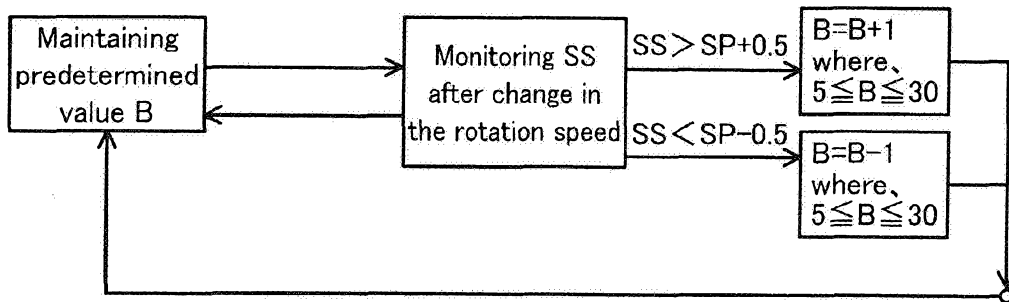 Maintaining
predetermined
value B
Monitoring SS
after change in
the rotation speed
SS＞SP+0.5
SS＜SP−0.5
B=B+1
where、
5≦B≦30
B=B−1
where、
5≦B≦30